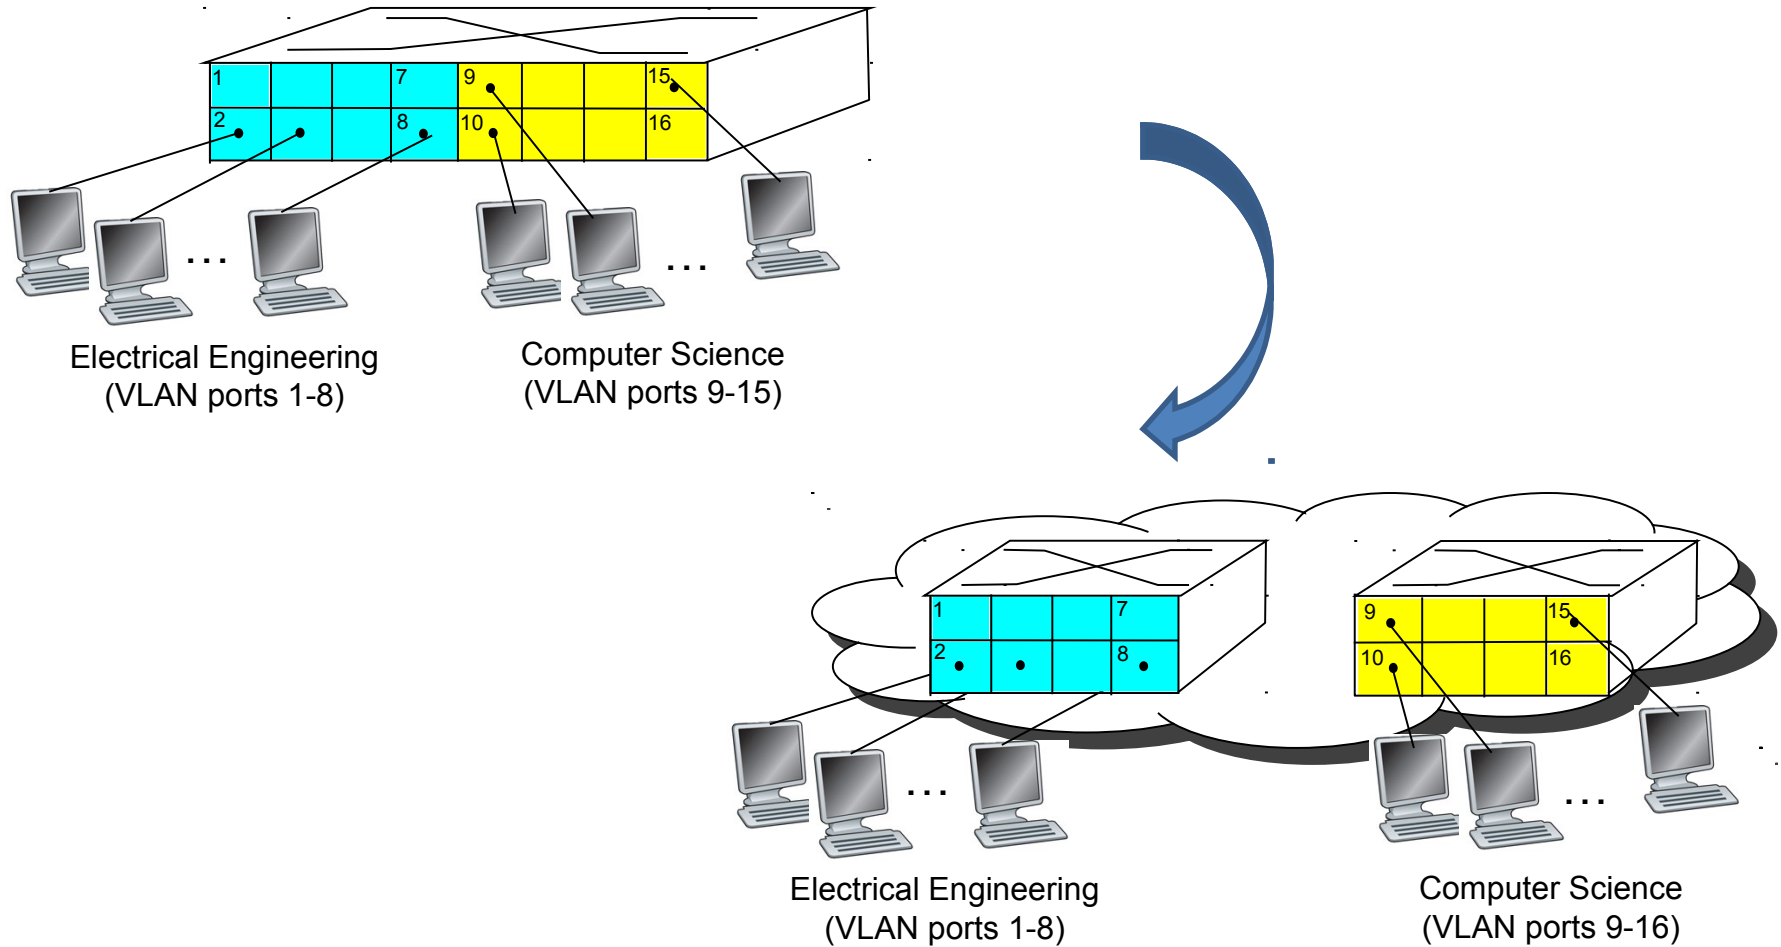 1 7 9 15
2 8 10 16
...
...
Electrical Engineering
(VLAN ports 1-8)
Computer Science
(VLAN ports 9-15)
1 7
2 8
9 15
10 16
...
...
Electrical Engineering
(VLAN ports 1-8)
Computer Science
(VLAN ports 9-16)